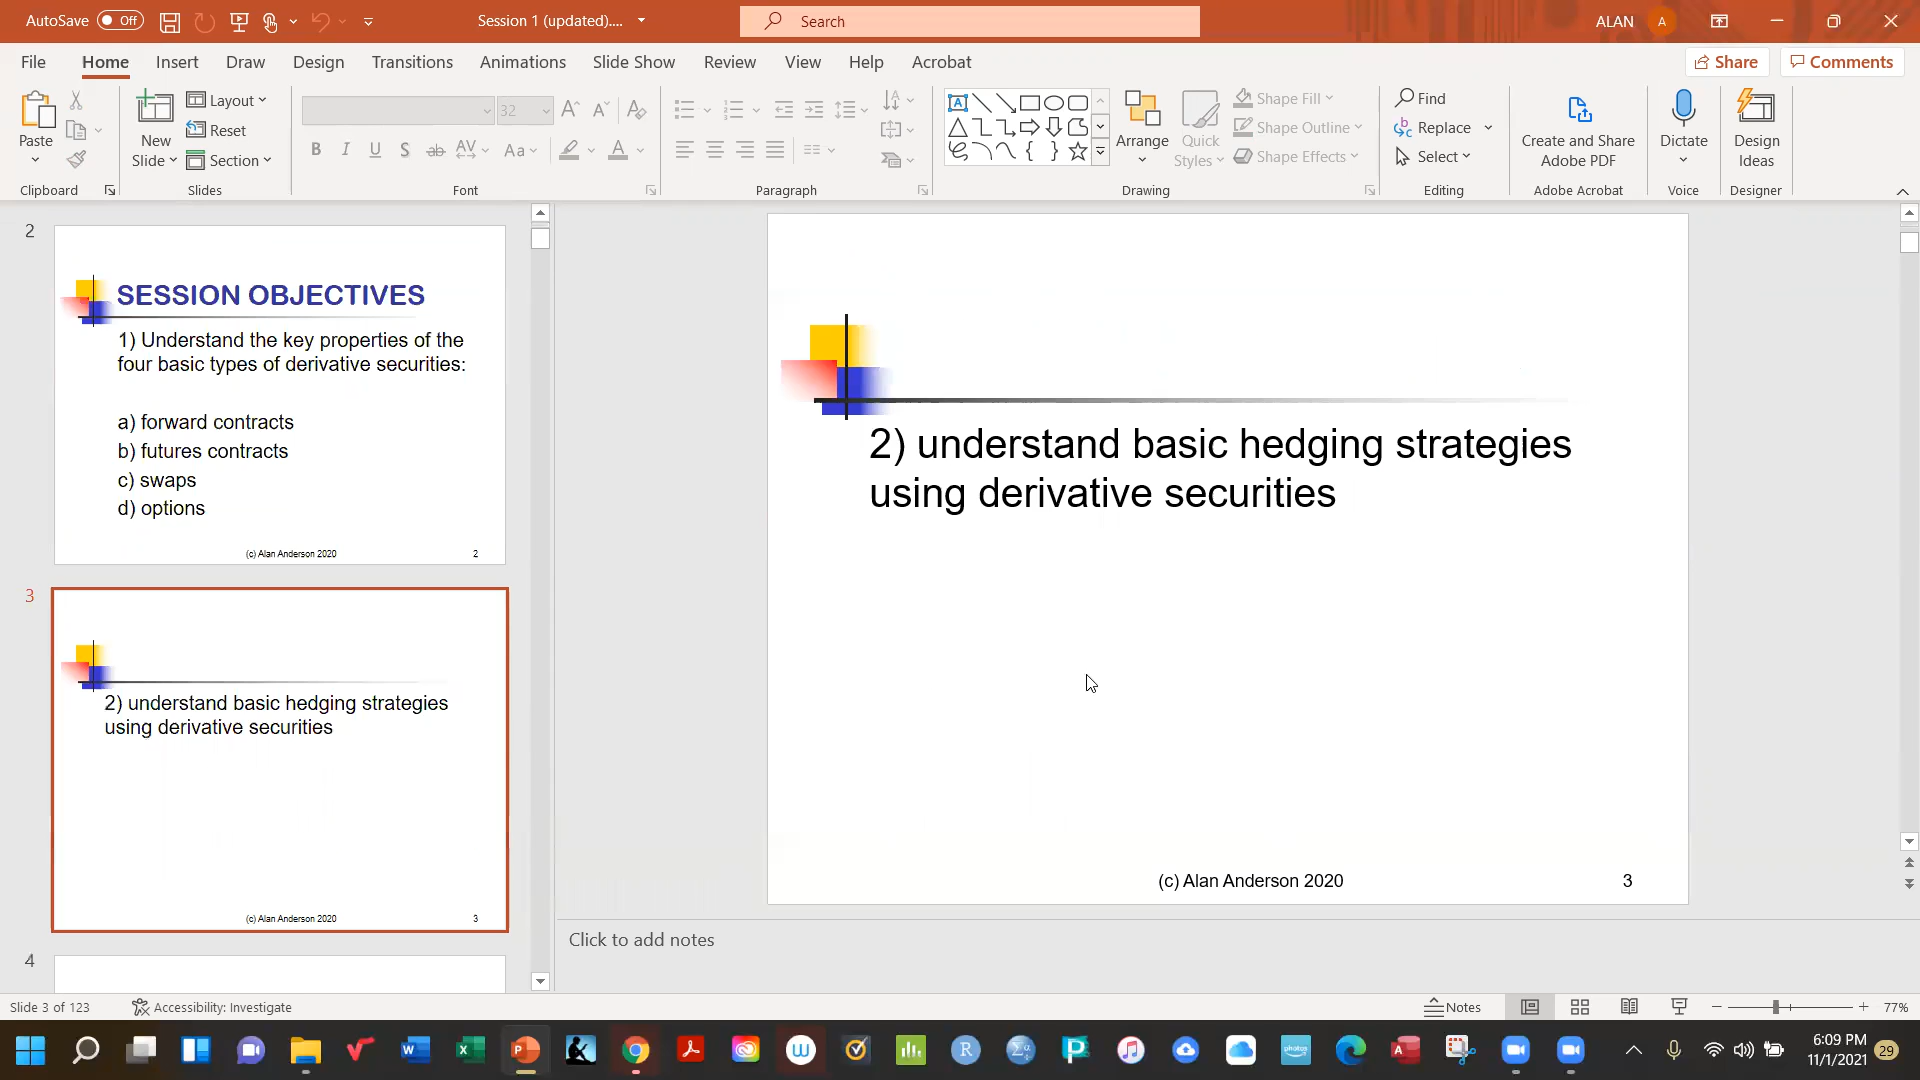 AutoSave Off Session 1 (updated).... Search ALAN A
File Home Insert Draw Design Transitions Animations Slide Show Review View Help Acrobat Share Comments
Paste
New
Slide
Layout
Reset
Section
32
B I U S ab AV Aa A
Arrange
Quick
Styles
Shape Fill
Shape Outline
Shape Effects
Find
Replace
Select
Create and Share
Adobe PDF
Dictate
Design
Ideas
Clipboard Slides Font Paragraph Drawing Editing Adobe Acrobat Voice Designer
2
SESSION OBJECTIVES
1) Understand the key properties of the
four basic types of derivative securities:
a) forward contracts
b) futures contracts
c) swaps
d) options
(c) Alan Anderson 2020 2
3
2) understand basic hedging strategies
using derivative securities
(c) Alan Anderson 2020 3
4
2) understand basic hedging strategies
using derivative securities
(c) Alan Anderson 2020 3
Click to add notes
Slide 3 of 123 Accessibility: Investigate Notes 77%
6:09 PM
11/1/2021 29